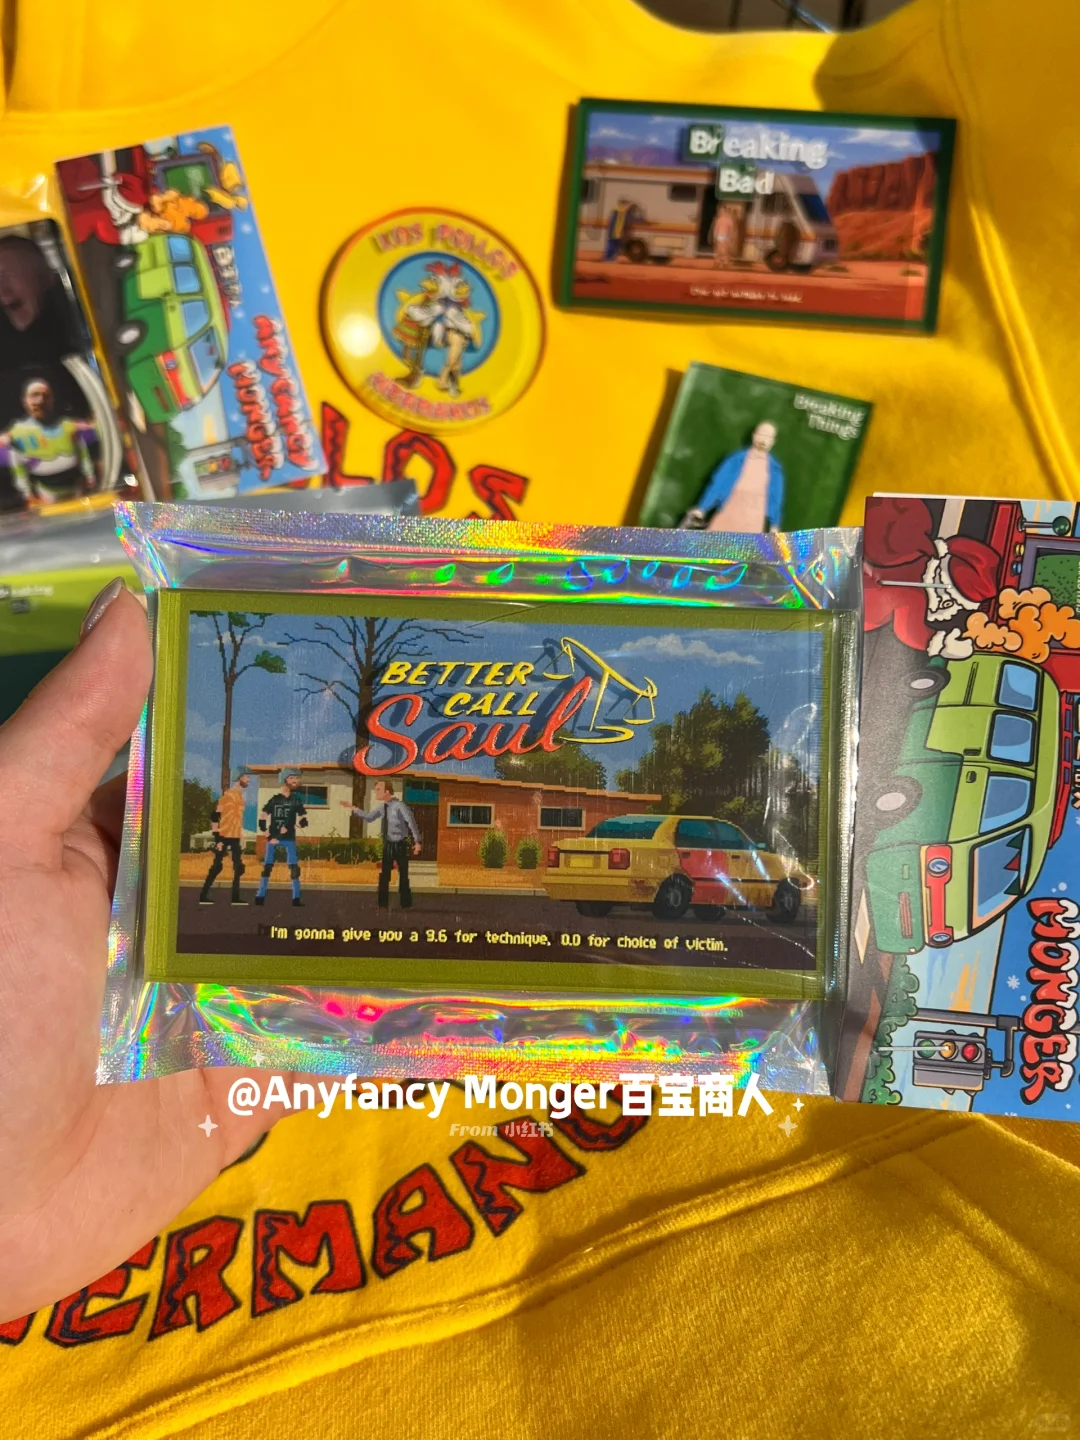 Breaking
Bad
LOS POLLOS
HERMANOS
ANYFANCY
MONGER
Breaking
Things
LOS
BETTER
CALL
Saul
I'm gonna give you a 9.6 for technique, 0.0 for choice of victim.
MONGER
@Anyfancy Monger百宝商人
From 小红书
ERMANO